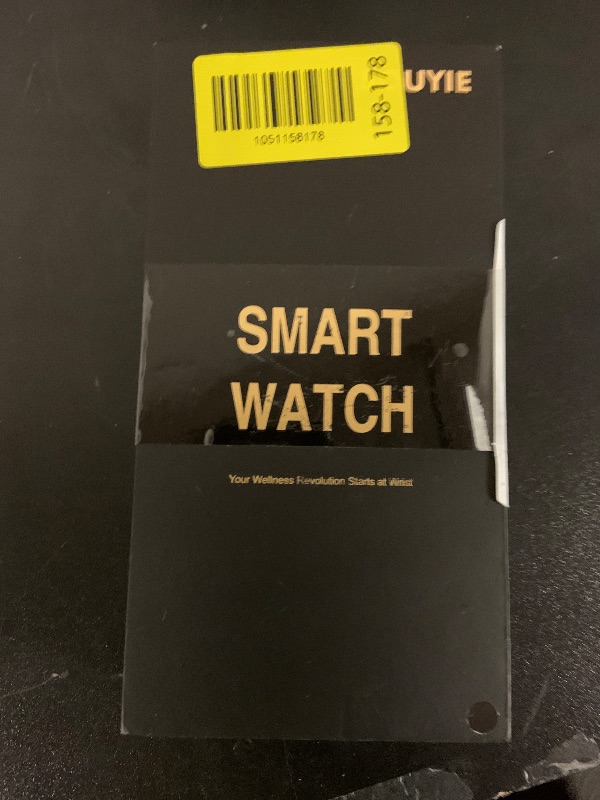 UYIE
158-178
1051158178
SMART
WATCH
Your Wellness Revolution Starts at Wrist